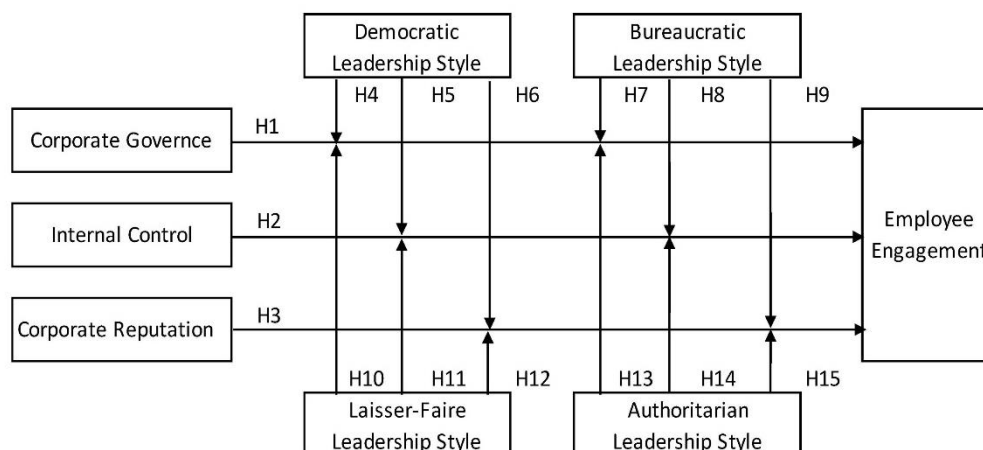 Democratic
Leadership Style
Bureaucratic
Leadership Style
H4 H5 H6 H7 H8 H9
H1
Corporate Governce
H2
Internal Control
Employee
Engagement
H3
Corporate Reputation
H10 H11 H12 H13 H14 H15
Laisser-Faire
Leadership Style
Authoritarian
Leadership Style